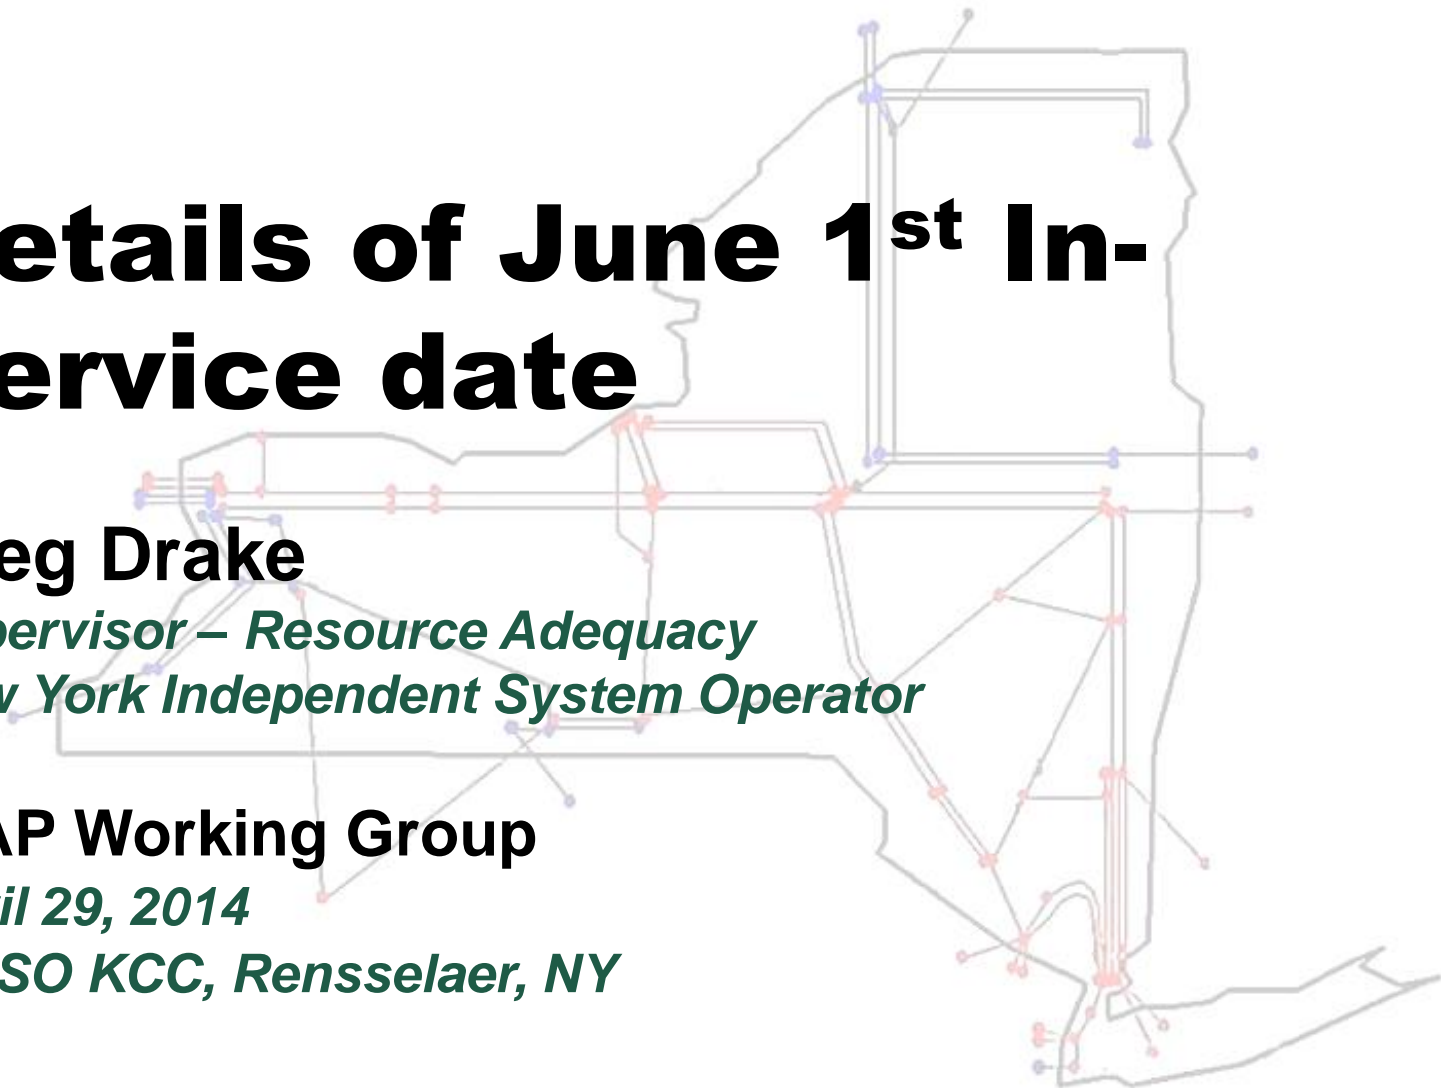 etails of June 1st In-
ervice date
eg Drake
pervisor – Resource Adequacy
w York Independent System Operator
AP Working Group
il 29, 2014
SO KCC, Rensselaer, NY